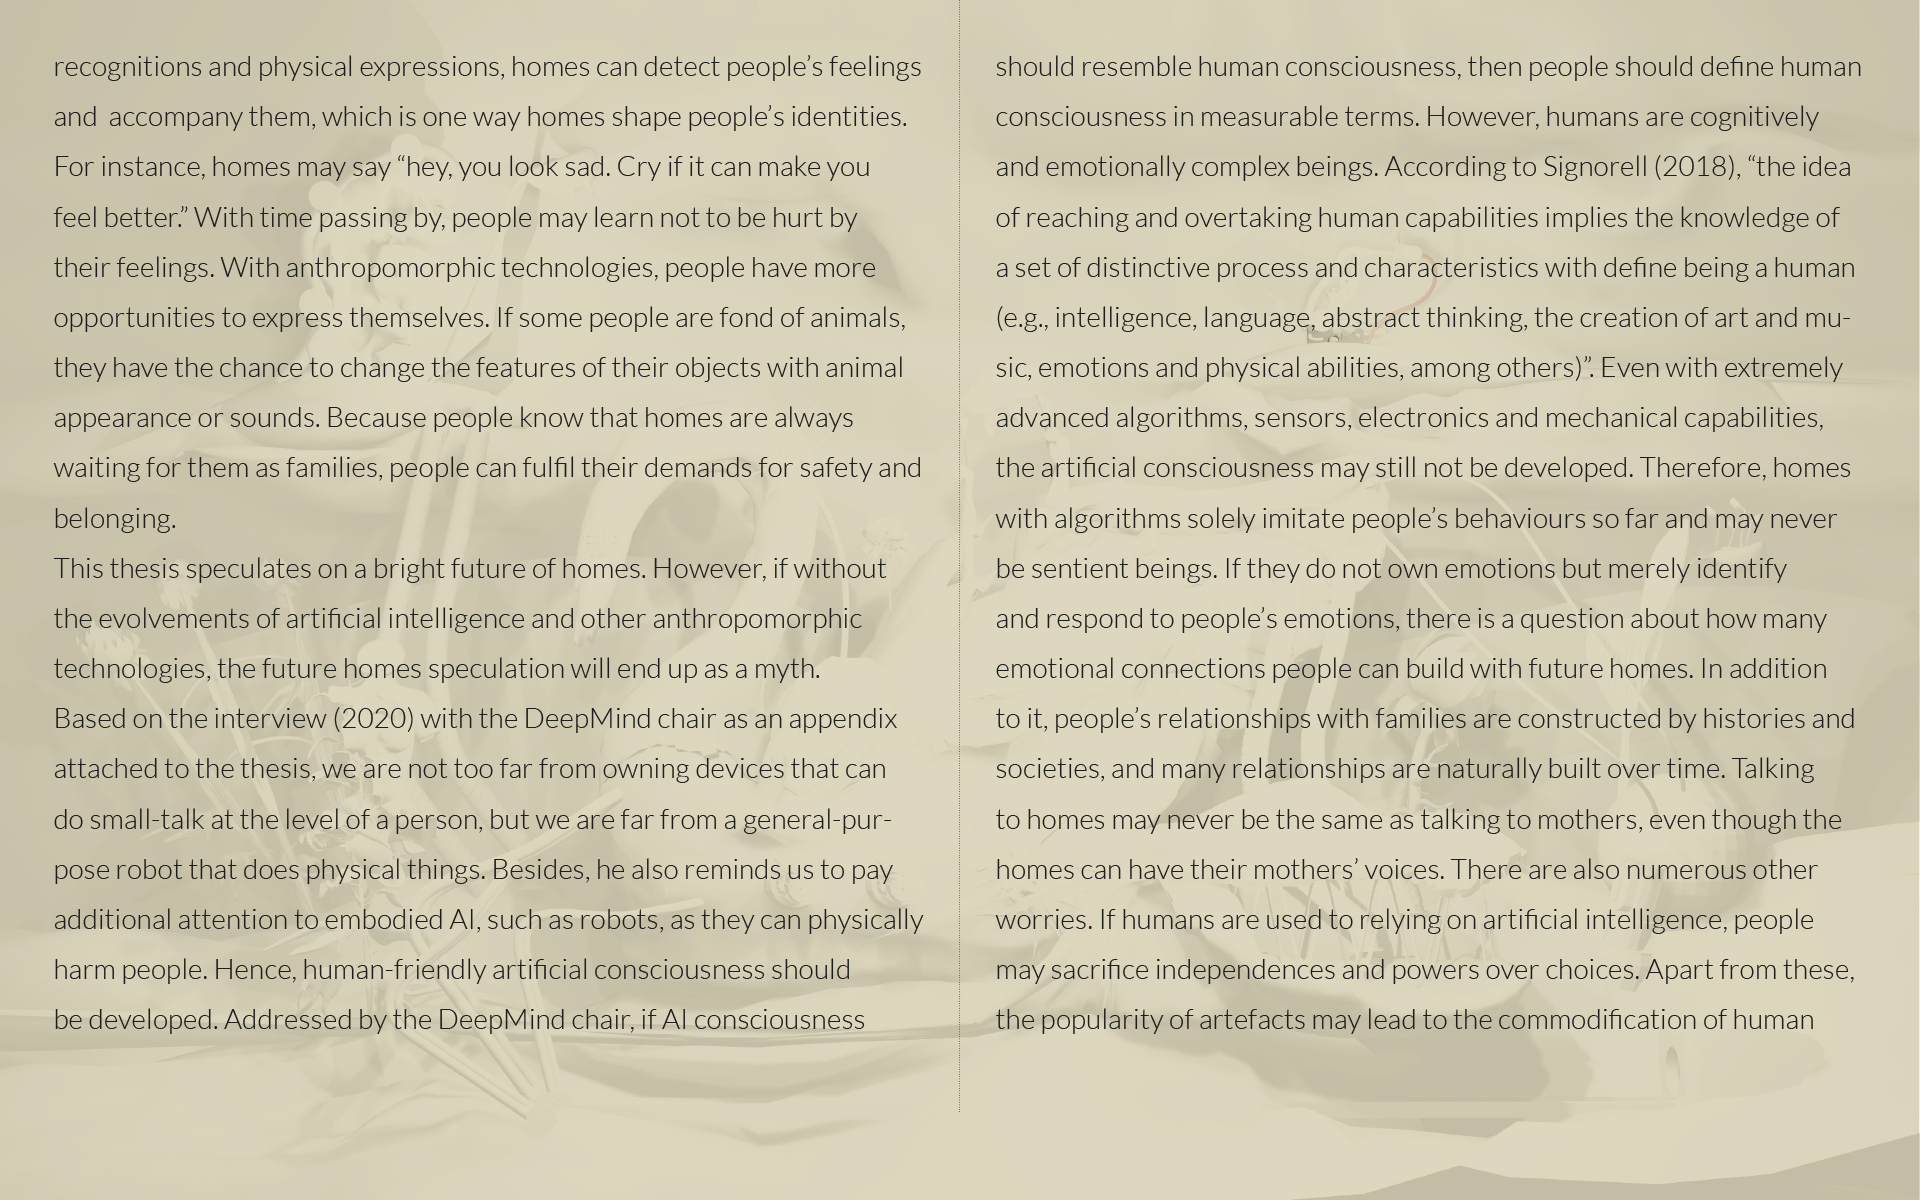 recognitions and physical expressions, homes can detect people’s feelings
and  accompany them, which is one way homes shape people’s identities.
For instance, homes may say “hey, you look sad. Cry if it can make you
feel better.” With time passing by, people may learn not to be hurt by
their feelings. With anthropomorphic technologies, people have more
opportunities to express themselves. If some people are fond of animals,
they have the chance to change the features of their objects with animal
appearance or sounds. Because people know that homes are always
waiting for them as families, people can fulfil their demands for safety and
belonging.
This thesis speculates on a bright future of homes. However, if without
the evolvements of artificial intelligence and other anthropomorphic
technologies, the future homes speculation will end up as a myth.
Based on the interview (2020) with the DeepMind chair as an appendix
attached to the thesis, we are not too far from owning devices that can
do small-talk at the level of a person, but we are far from a general-pur-
pose robot that does physical things. Besides, he also reminds us to pay
additional attention to embodied AI, such as robots, as they can physically
harm people. Hence, human-friendly artificial consciousness should
be developed. Addressed by the DeepMind chair, if AI consciousness
should resemble human consciousness, then people should define human
consciousness in measurable terms. However, humans are cognitively
and emotionally complex beings. According to Signorell (2018), “the idea
of reaching and overtaking human capabilities implies the knowledge of
a set of distinctive process and characteristics with define being a human
(e.g., intelligence, language, abstract thinking, the creation of art and mu-
sic, emotions and physical abilities, among others)”. Even with extremely
advanced algorithms, sensors, electronics and mechanical capabilities,
the artificial consciousness may still not be developed. Therefore, homes
with algorithms solely imitate people’s behaviours so far and may never
be sentient beings. If they do not own emotions but merely identify
and respond to people’s emotions, there is a question about how many
emotional connections people can build with future homes. In addition
to it, people’s relationships with families are constructed by histories and
societies, and many relationships are naturally built over time. Talking
to homes may never be the same as talking to mothers, even though the
homes can have their mothers’ voices. There are also numerous other
worries. If humans are used to relying on artificial intelligence, people
may sacrifice independences and powers over choices. Apart from these,
the popularity of artefacts may lead to the commodification of human